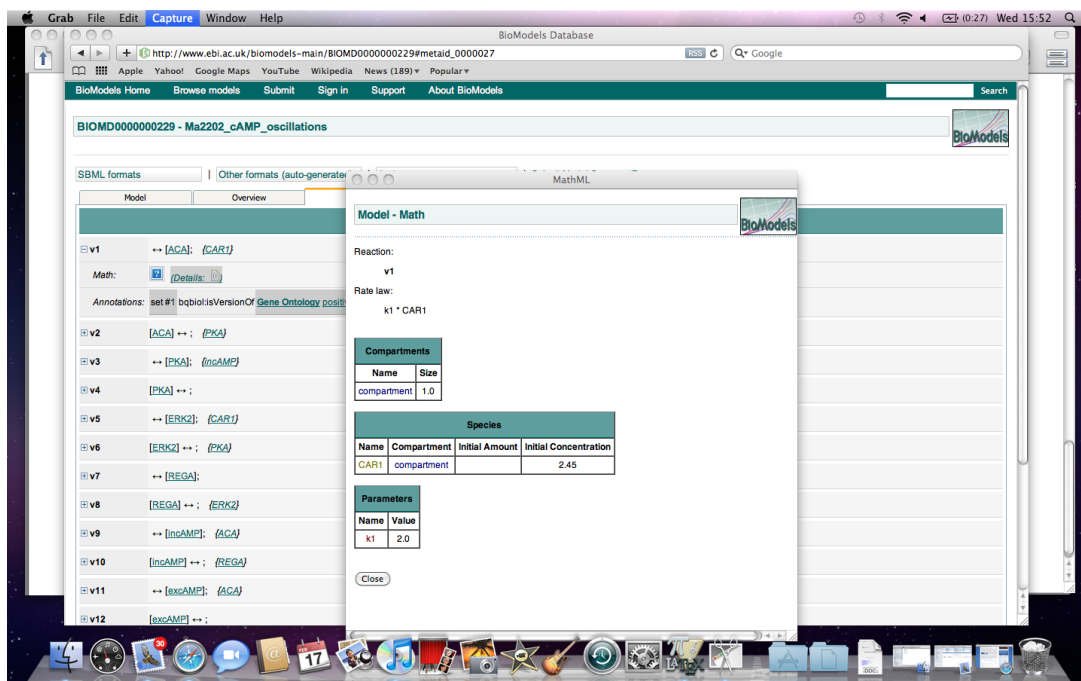 Grab File Edit Capture Window Help (0:27) Wed 15:52
BioModels Database
http://www.ebi.ac.uk/biomodels-main/BIOMD0000000229#metaid_0000027 RSS Google
Apple Yahoo! Google Maps YouTube Wikipedia News (189) Popular
BioModels Home Browse models Submit Sign in Support About BioModels Search
BIOMD0000000229 - Ma2202_cAMP_oscillations
BioModels
SBML formats | Other formats (auto-generated
Model Overview
v1 ↔ [ACA]; {CAR1}
Math: (Details: )
Annotations: set #1 bqbiol:isVersionOf Gene Ontology positi
v2 [ACA] ↔ ; {PKA}
v3 ↔ [PKA]; {incAMP}
v4 [PKA] ↔ ;
v5 ↔ [ERK2]; {CAR1}
v6 [ERK2] ↔ ; {PKA}
v7 ↔ [REGA];
v8 [REGA] ↔ ; {ERK2}
v9 ↔ [incAMP]; {ACA}
v10 [incAMP] ↔ ; {REGA}
v11 ↔ [excAMP]; {ACA}
v12 [excAMP] ↔ ;
MathML
Model - Math
BioModels
Reaction:
v1
Rate law:
k1 * CAR1
Compartments
Name Size
compartment 1.0
Species
Name Compartment Initial Amount Initial Concentration
CAR1 compartment 2.45
Parameters
Name Value
k1 2.0
Close
30
FEB
17
DOC